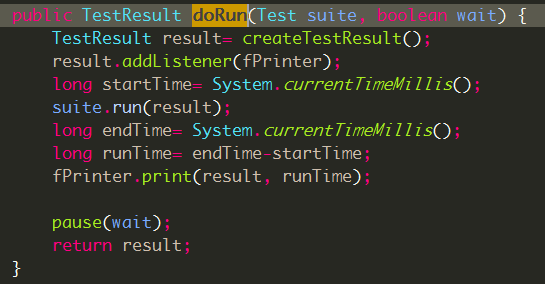 public TestResult doRun(Test suite, boolean wait) {
TestResult result= createTestResult();
result.addListener(fPrinter);
long startTime= System.currentTimeMillis();
suite.run(result);
long endTime= System.currentTimeMillis();
long runTime= endTime-startTime;
fPrinter.print(result, runTime);
pause(wait);
return result;
}